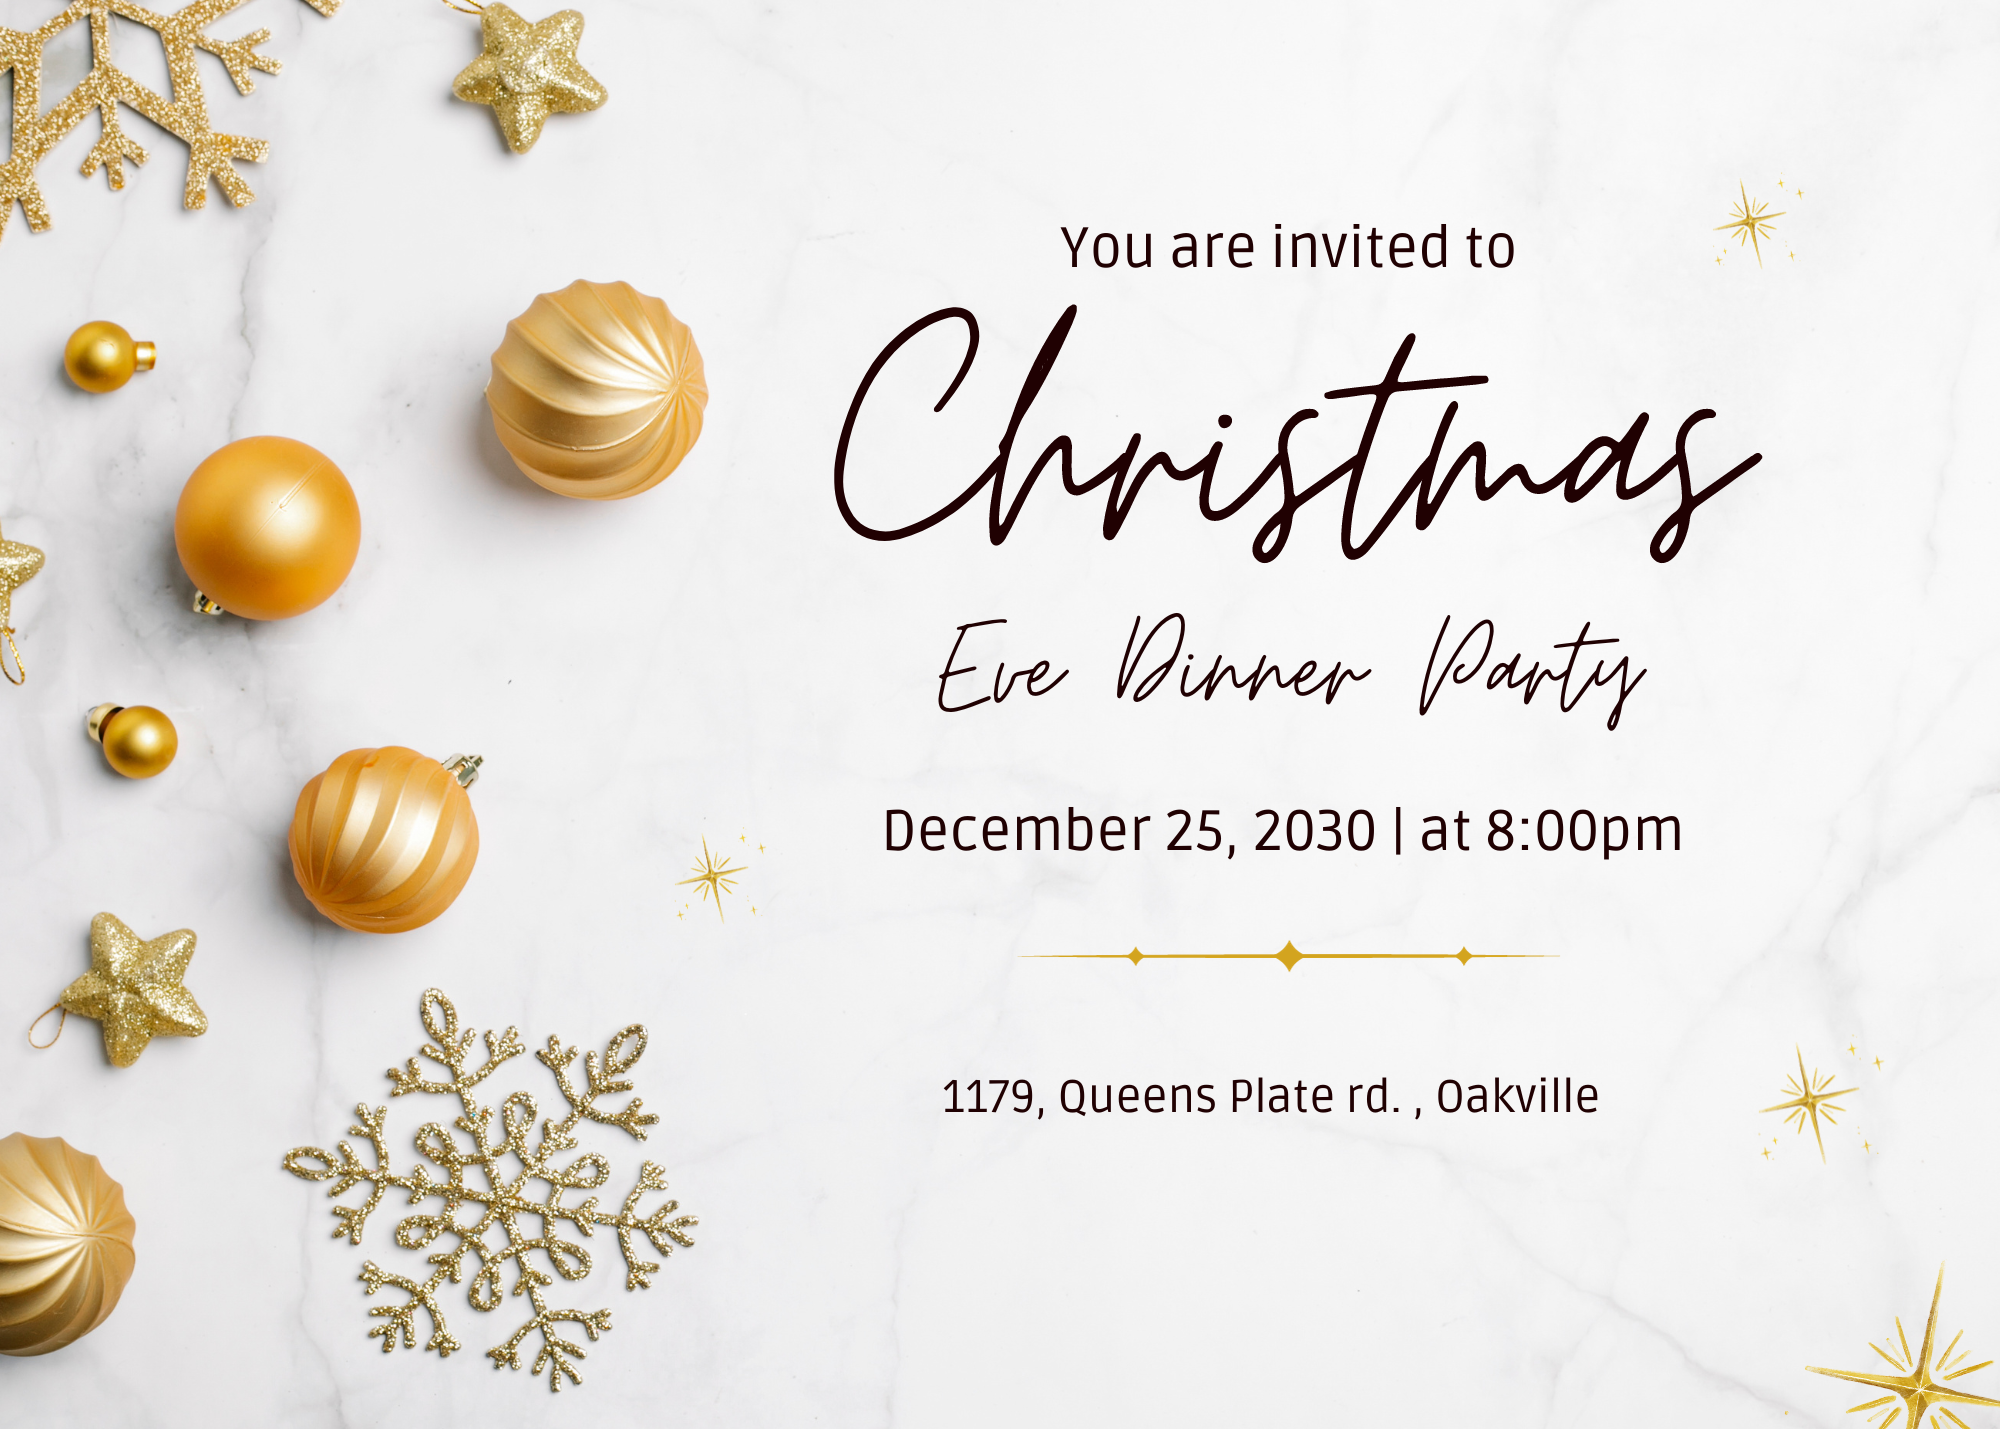 You are invited to
Christmas
Eve Dinner Party
December 25, 2030 | at 8:00pm
1179, Queens Plate rd. , Oakville